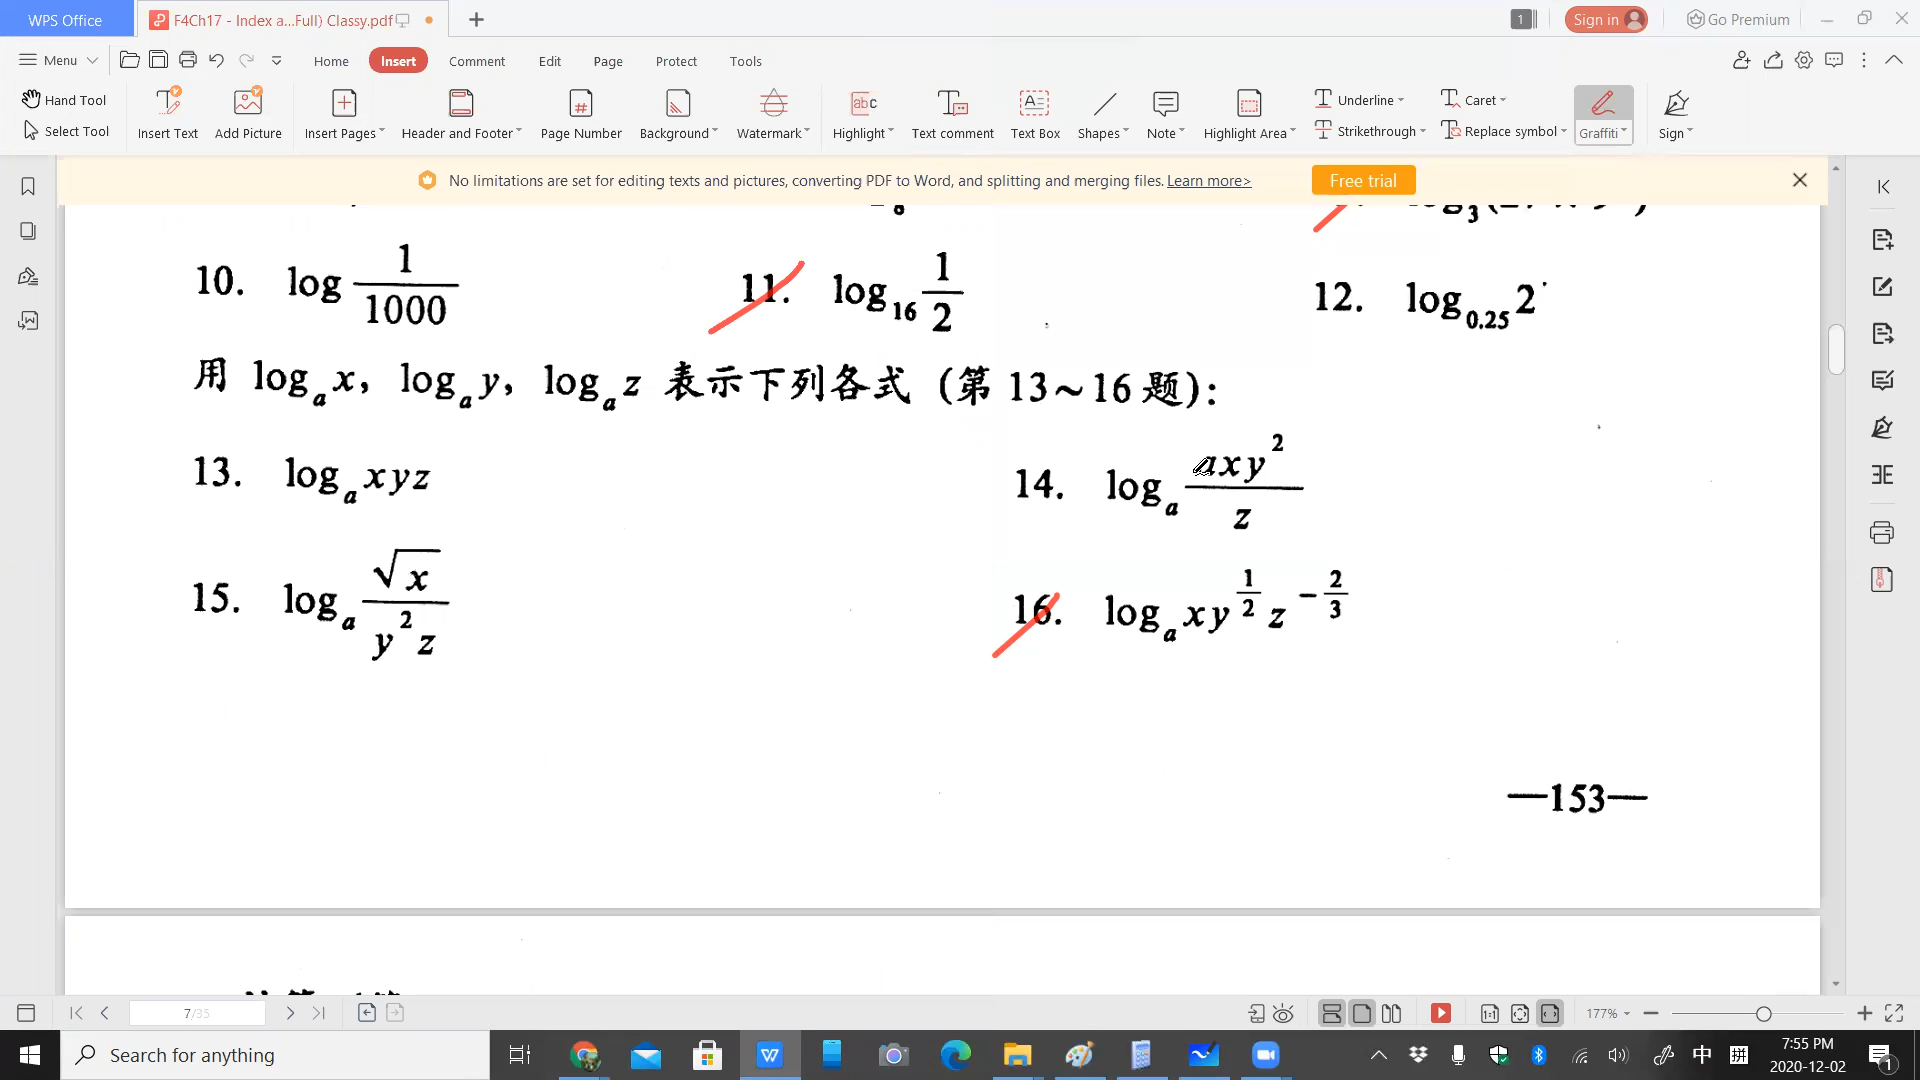 WPS Office
F4Ch17 - Index a...Full) Classy.pdf
1
Sign in
Go Premium
Menu
Home
Insert
Comment
Edit
Page
Protect
Tools
Hand Tool
Select Tool
Insert Text
Add Picture
Insert Pages
Header and Footer
Page Number
Background
Watermark
Highlight
Text comment
Text Box
Shapes
Note
Highlight Area
Underline
Strikethrough
Caret
Replace symbol
Graffiti
Sign
No limitations are set for editing texts and pictures, converting PDF to Word, and splitting and merging files. Learn more>
Free trial
10. log 1/1000
11. log₁₆ 1/2
12. log₀.₂₅ 2
用 logₐ x, logₐ y, logₐ z 表示下列各式 (第 13~16 题):
13. logₐ xyz
14. logₐ axy²/z
15. logₐ √x/y²z
16. logₐ xy^(1/2) z^(-2/3)
—153—
7/35
177%
Search for anything
中
拼
7:55 PM
2020-12-02
1